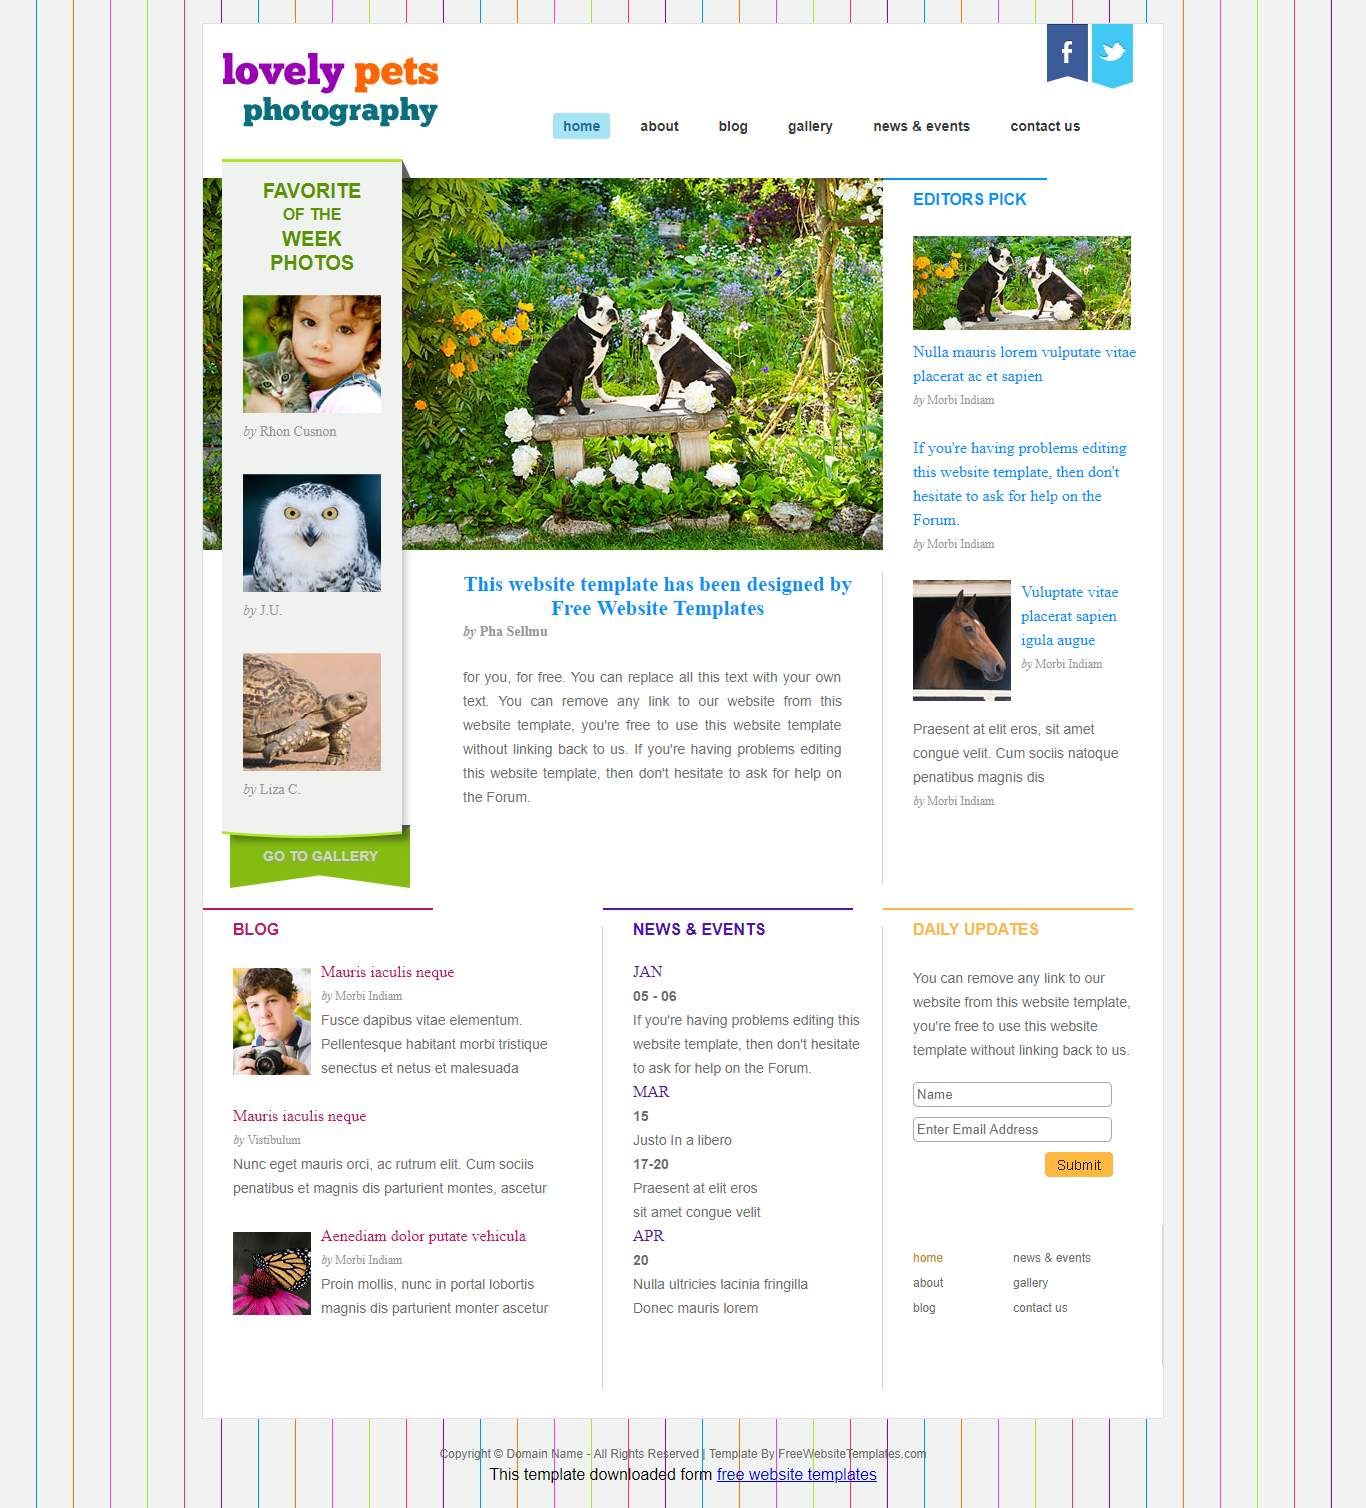 lovely pets
photography
home about blog gallery news & events contact us
FAVORITE
OF THE
WEEK
PHOTOS
by Rhon Cusnon
by J.U.
by Liza C.
GO TO GALLERY
This website template has been designed by
Free Website Templates
by Pha Sellmu
for you, for free. You can replace all this text with your own
text. You can remove any link to our website from this
website template, you're free to use this website template
without linking back to us. If you're having problems editing
this website template, then don't hesitate to ask for help on
the Forum.
EDITORS PICK
Nulla mauris lorem vulputate vitae
placerat ac et sapien
by Morbi Indiam
If you're having problems editing
this website template, then don't
hesitate to ask for help on the
Forum.
by Morbi Indiam
Vuluptate vitae
placerat sapien
igula augue
by Morbi Indiam
Praesent at elit eros, sit amet
congue velit. Cum sociis natoque
penatibus magnis dis
by Morbi Indiam
BLOG
Mauris iaculis neque
by Morbi Indiam
Fusce dapibus vitae elementum.
Pellentesque habitant morbi tristique
senectus et netus et malesuada
Mauris iaculis neque
by Vistibulum
Nunc eget mauris orci, ac rutrum elit. Cum sociis
penatibus et magnis dis parturient montes, ascetur
Aenediam dolor putate vehicula
by Morbi Indiam
Proin mollis, nunc in portal lobortis
magnis dis parturient monter ascetur
NEWS & EVENTS
JAN
05 - 06
If you're having problems editing this
website template, then don't hesitate
to ask for help on the Forum.
MAR
15
Justo In a libero
17-20
Praesent at elit eros
sit amet congue velit
APR
20
Nulla ultricies lacinia fringilla
Donec mauris lorem
DAILY UPDATES
You can remove any link to our
website from this website template,
you're free to use this website
template without linking back to us.
Name
Enter Email Address
Submit
home news & events
about gallery
blog contact us
Copyright © Domain Name - All Rights Reserved | Template By FreeWebsiteTemplates.com
This template downloaded form free website templates